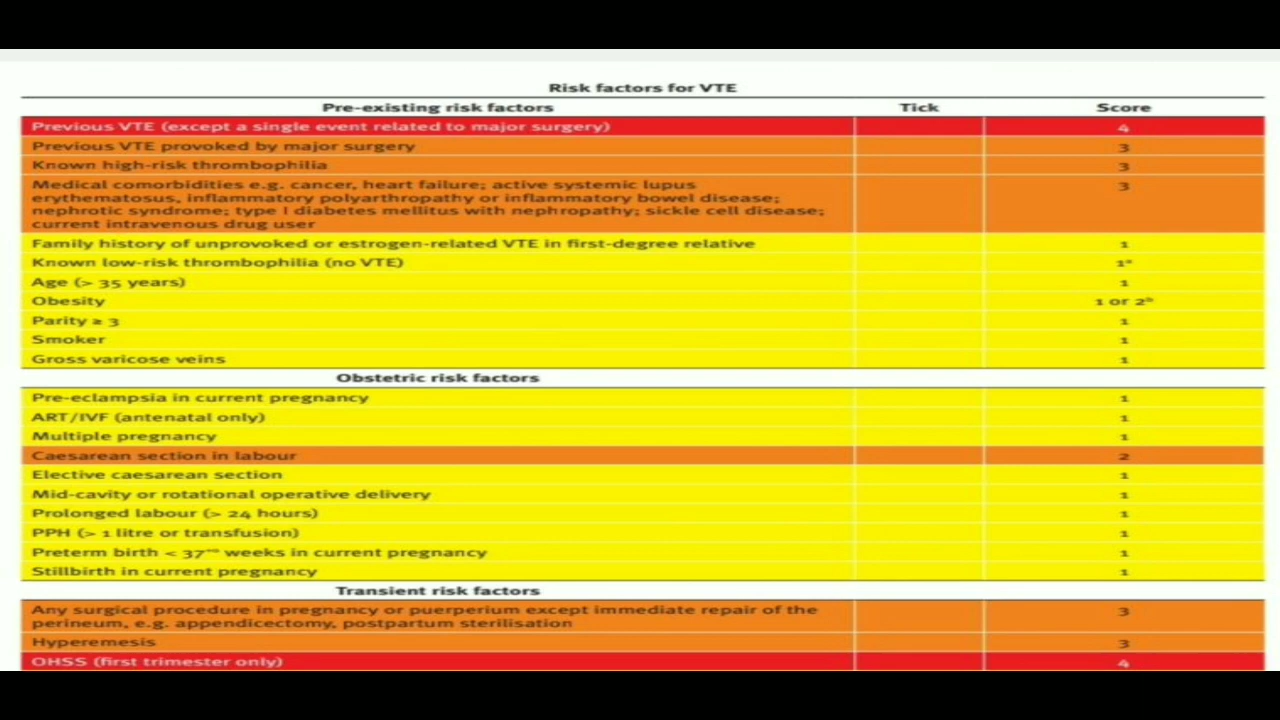 Risk factors for VTE
Pre-existing risk factors Tick Score
Previous VTE (except a single event related to major surgery) 4
Previous VTE provoked by major surgery 3
Known high-risk thrombophilia 3
Medical comorbidities e.g. cancer, heart failure; active systemic lupus 3
erythematosus, inflammatory polyarthropathy or inflammatory bowel disease;
nephrotic syndrome; type I diabetes mellitus with nephropathy; sickle cell disease;
current intravenous drug user
Family history of unprovoked or estrogen-related VTE in first-degree relative 1
Known low-risk thrombophilia (no VTE) 1ᵃ
Age (> 35 years) 1
Obesity 1 or 2ᵇ
Parity ≥ 3 1
Smoker 1
Gross varicose veins 1
Obstetric risk factors
Pre-eclampsia in current pregnancy 1
ART/IVF (antenatal only) 1
Multiple pregnancy 1
Caesarean section in labour 2
Elective caesarean section 1
Mid-cavity or rotational operative delivery 1
Prolonged labour (> 24 hours) 1
PPH (> 1 litre or transfusion) 1
Preterm birth < 37⁺⁰ weeks in current pregnancy 1
Stillbirth in current pregnancy 1
Transient risk factors
Any surgical procedure in pregnancy or puerperium except immediate repair of the 3
perineum, e.g. appendicectomy, postpartum sterilisation
Hyperemesis 3
OHSS (first trimester only) 4